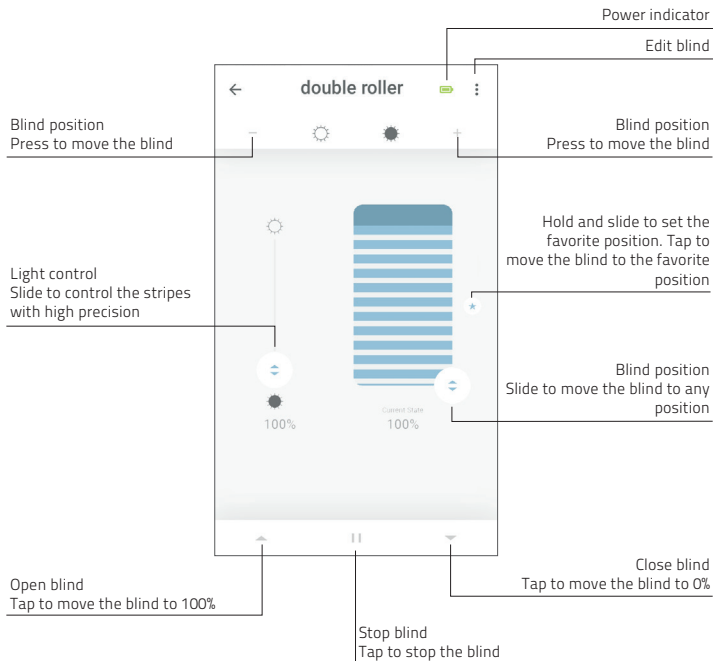 Power indicator
Edit blind
double roller
Blind position
Press to move the blind
Blind position
Press to move the blind
Hold and slide to set the
favorite position. Tap to
move the blind to the favorite
position
Light control
Slide to control the stripes
with high precision
Blind position
Slide to move the blind to any
position
100%
Current State
100%
Open blind
Tap to move the blind to 100%
Close blind
Tap to move the blind to 0%
Stop blind
Tap to stop the blind